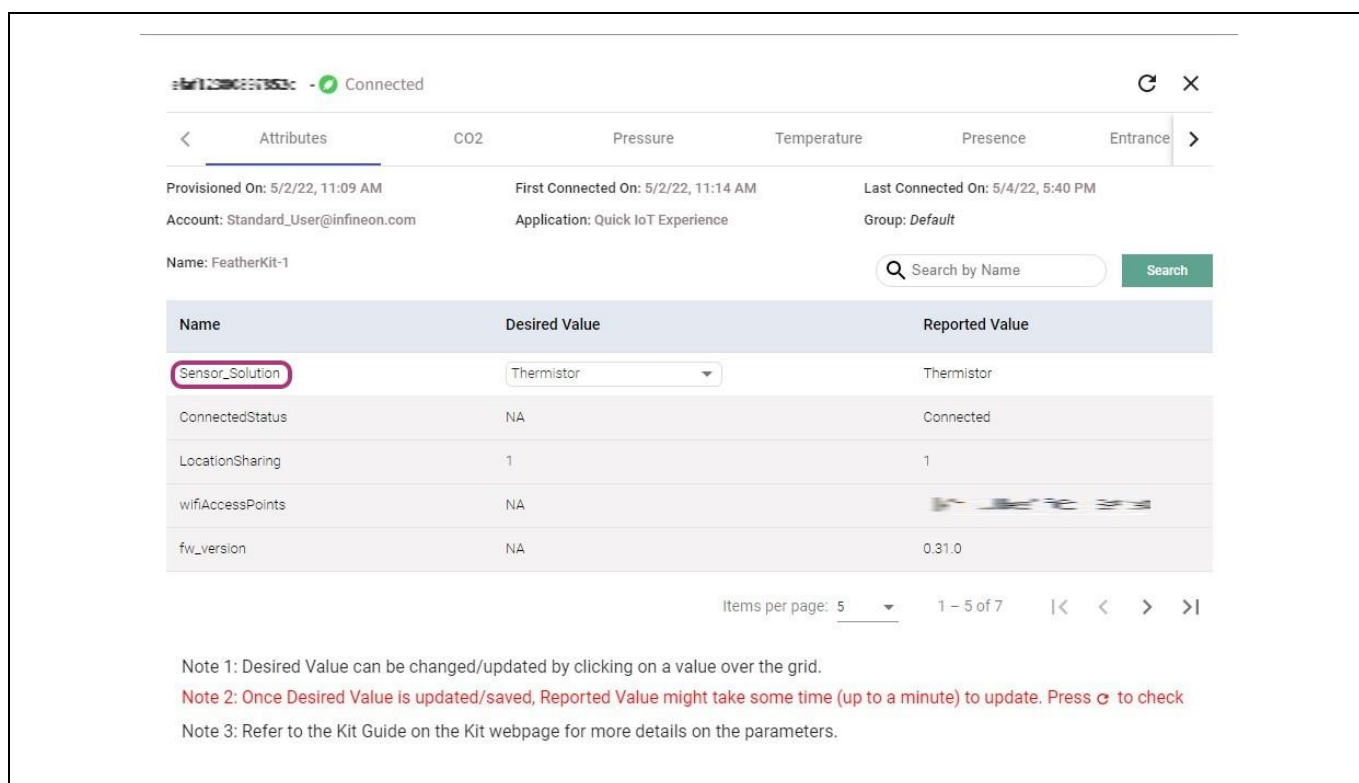 - Connected
Attributes CO2 Pressure Temperature Presence Entrance
Provisioned On: 5/2/22, 11:09 AM First Connected On: 5/2/22, 11:14 AM Last Connected On: 5/4/22, 5:40 PM
Account: Standard_User@infineon.com Application: Quick IoT Experience Group: Default
Name: FeatherKit-1 Search by Name Search
Name Desired Value Reported Value
Sensor_Solution Thermistor Thermistor
ConnectedStatus NA Connected
LocationSharing 1 1
wifiAccessPoints NA
fw_version NA 0.31.0
Items per page: 5 1 – 5 of 7
Note 1: Desired Value can be changed/updated by clicking on a value over the grid.
Note 2: Once Desired Value is updated/saved, Reported Value might take some time (up to a minute) to update. Press to check
Note 3: Refer to the Kit Guide on the Kit webpage for more details on the parameters.